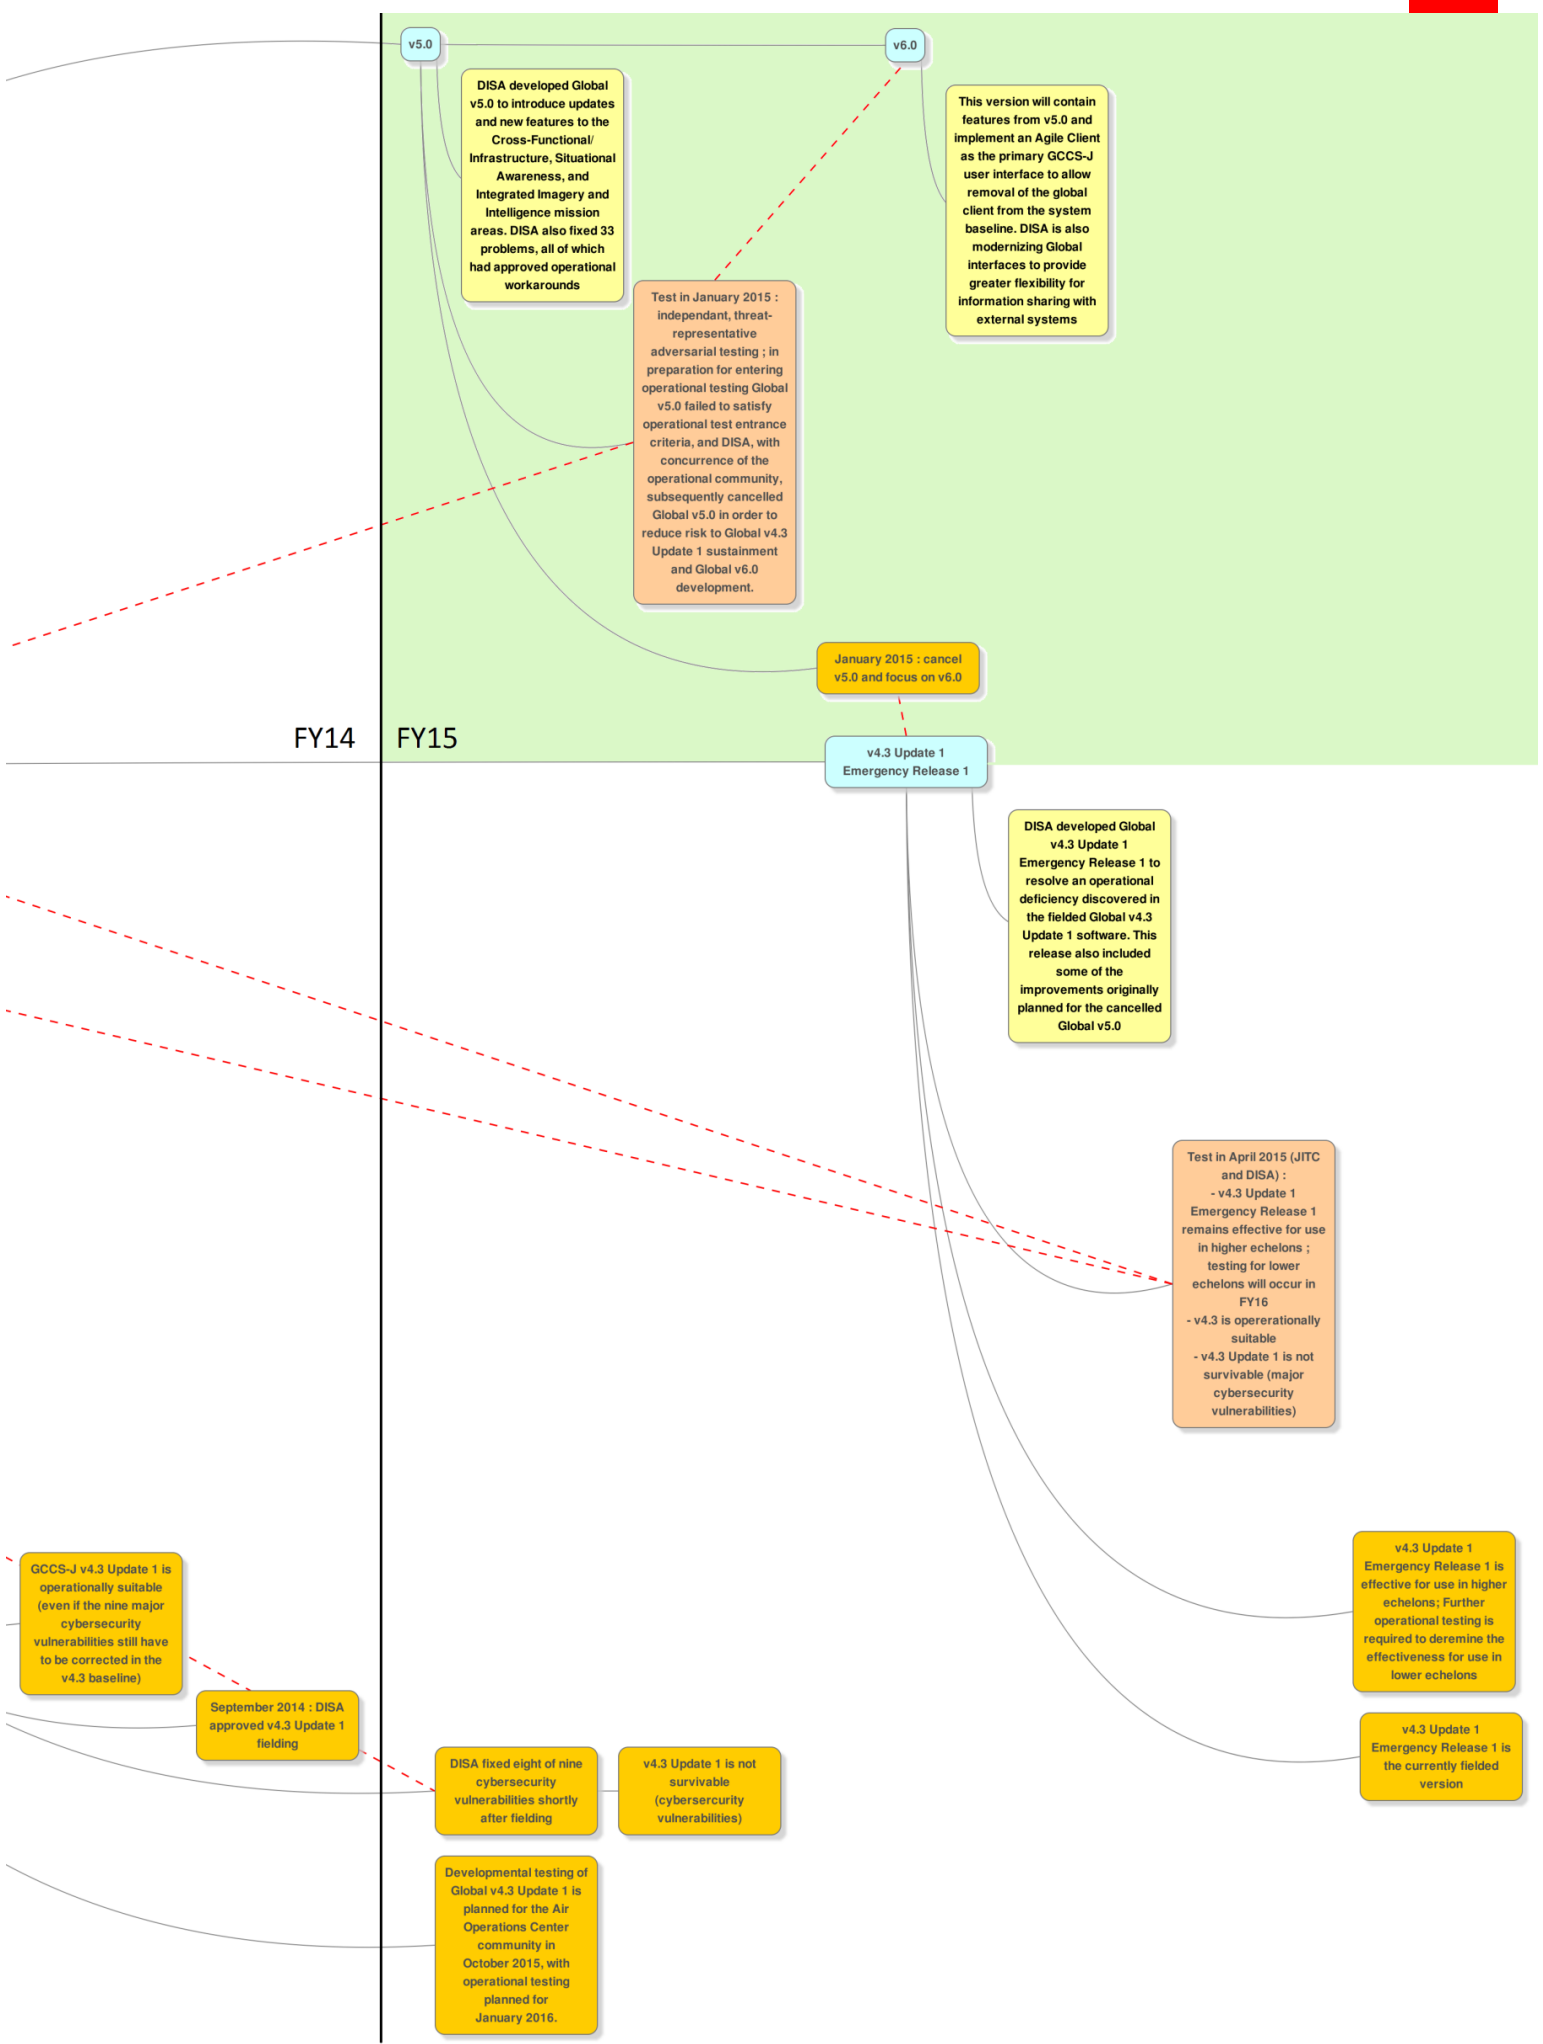 v5.0
v6.0
DISA developed Global
v5.0 to introduce updates
and new features to the
Cross-Functional/
Infrastructure, Situational
Awareness, and
Integrated Imagery and
Intelligence mission
areas. DISA also fixed 33
problems, all of which
had approved operational
workarounds
This version will contain
features from v5.0 and
implement an Agile Client
as the primary GCCS-J
user interface to allow
removal of the global
client from the system
baseline. DISA is also
modernizing Global
interfaces to provide
greater flexibility for
information sharing with
external systems
Test in January 2015 :
independant, threat-
representative
adversarial testing ; in
preparation for entering
operational testing Global
v5.0 failed to satisfy
operational test entrance
criteria, and DISA, with
concurrence of the
operational community,
subsequently cancelled
Global v5.0 in order to
reduce risk to Global v4.3
Update 1 sustainment
and Global v6.0
development.
January 2015 : cancel
v5.0 and focus on v6.0
FY14
FY15
v4.3 Update 1
Emergency Release 1
DISA developed Global
v4.3 Update 1
Emergency Release 1 to
resolve an operational
deficiency discovered in
the fielded Global v4.3
Update 1 software. This
release also included
some of the
improvements originally
planned for the cancelled
Global v5.0
Test in April 2015 (JITC
and DISA) :
- v4.3 Update 1
Emergency Release 1
remains effective for use
in higher echelons ;
testing for lower
echelons will occur in
FY16
- v4.3 is opererationally
suitable
- v4.3 Update 1 is not
survivable (major
cybersecurity
vulnerabilities)
v4.3 Update 1
Emergency Release 1 is
effective for use in higher
echelons; Further
operational testing is
required to deremine the
effectiveness for use in
lower echelons
GCCS-J v4.3 Update 1 is
operationally suitable
(even if the nine major
cybersecurity
vulnerabilities still have
to be corrected in the
v4.3 baseline)
September 2014 : DISA
approved v4.3 Update 1
fielding
v4.3 Update 1
Emergency Release 1 is
the currently fielded
version
DISA fixed eight of nine
cybersecurity
vulnerabilities shortly
after fielding
v4.3 Update 1 is not
survivable
(cybersercurity
vulnerabilities)
Developmental testing of
Global v4.3 Update 1 is
planned for the Air
Operations Center
community in
October 2015, with
operational testing
planned for
January 2016.